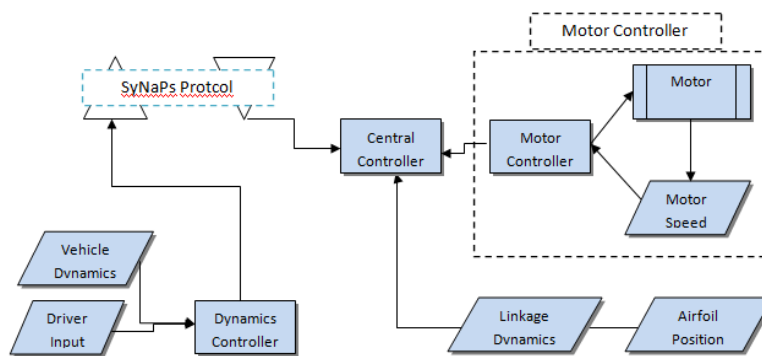 Motor Controller
SyNaPs Protcol
Motor
Central
Controller
Motor
Controller
Motor
Speed
Vehicle
Dynamics
Driver
Input
Dynamics
Controller
Linkage
Dynamics
Airfoil
Position